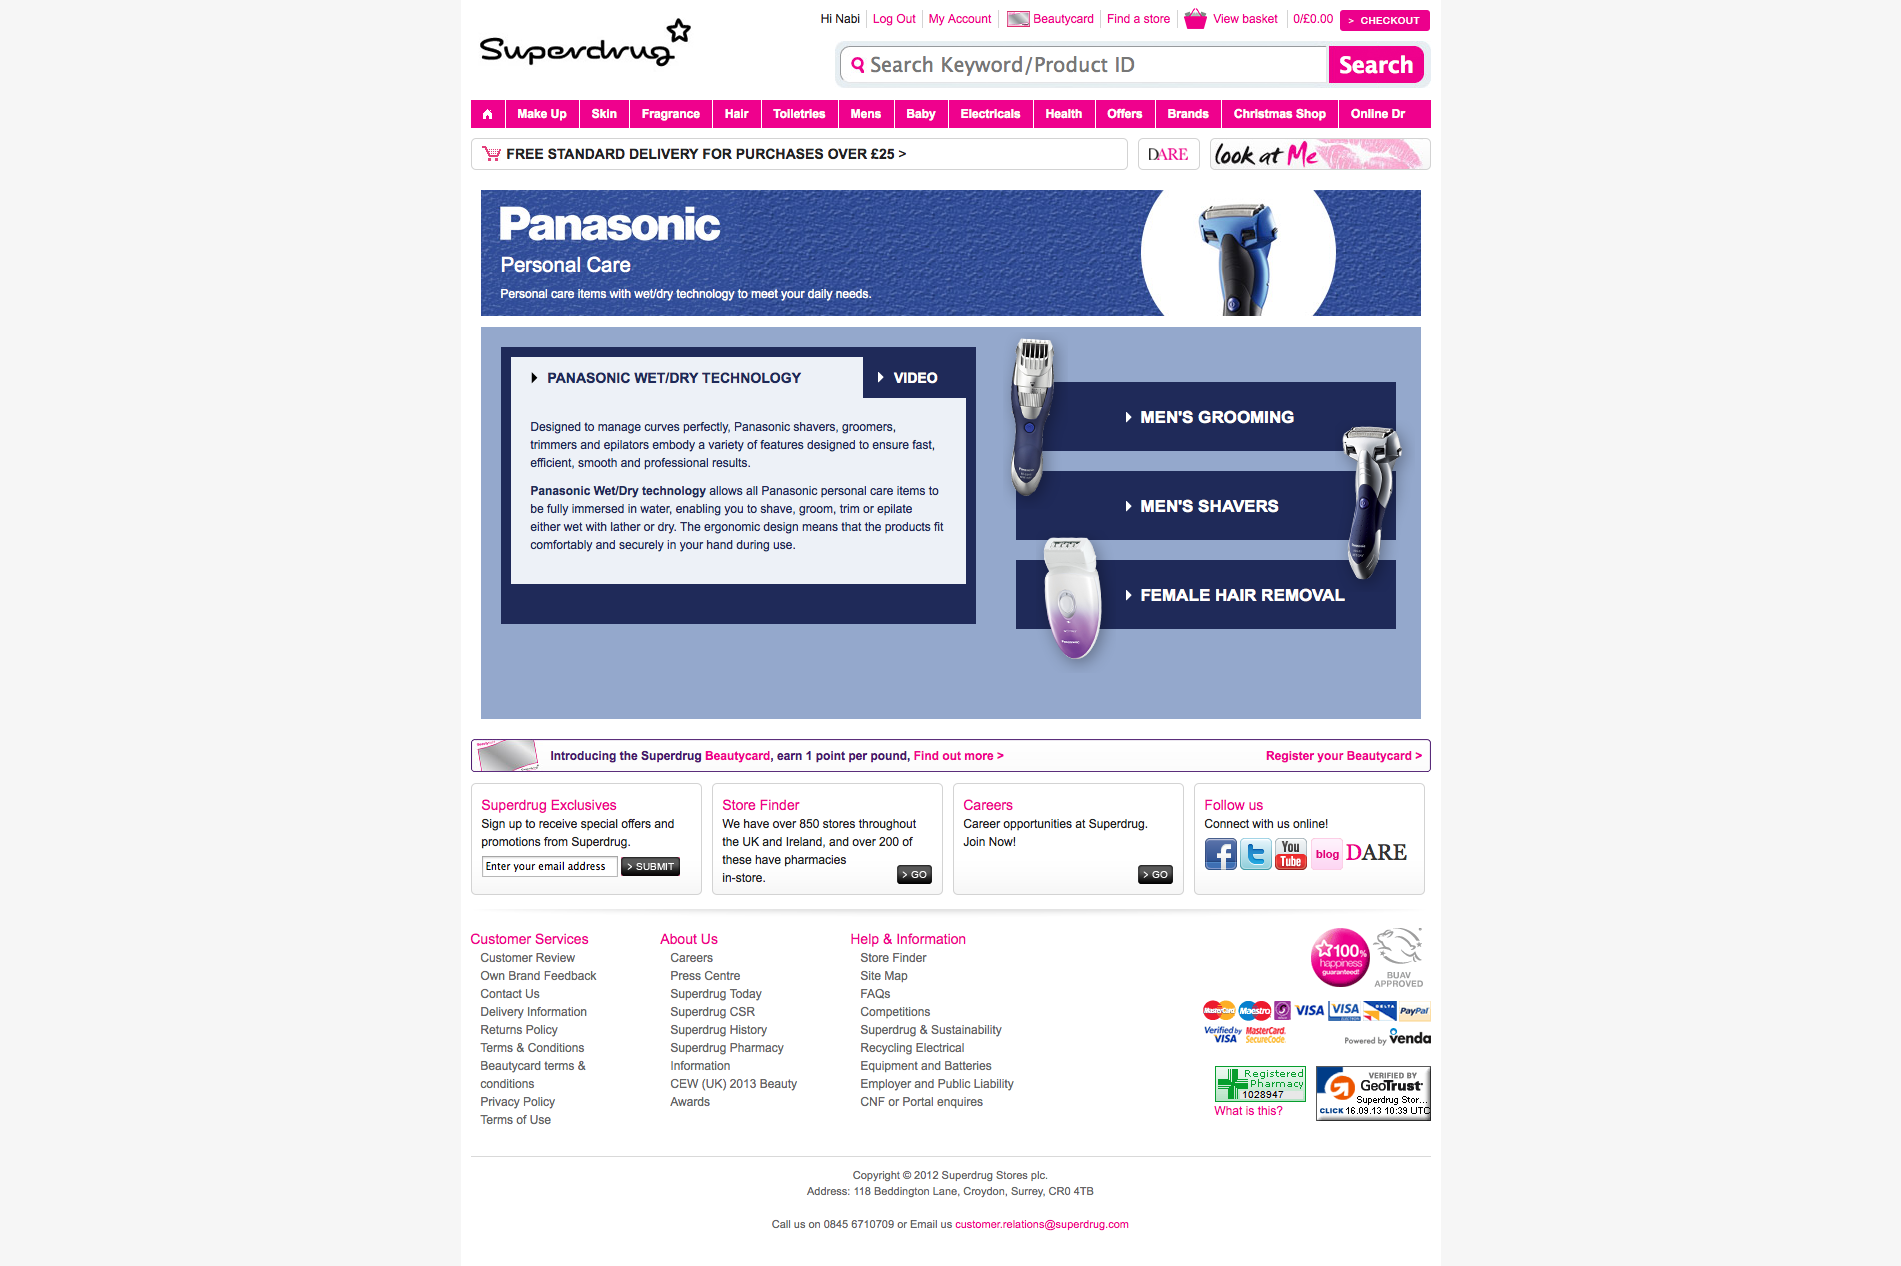 Superdrug
Hi Nabi
Log Out
My Account
Beautycard
Find a store
View basket
0/£0.00
> CHECKOUT
Search Keyword/Product ID
Search
Make Up
Skin
Fragrance
Hair
Toiletries
Mens
Baby
Electricals
Health
Offers
Brands
Christmas Shop
Online Dr
FREE STANDARD DELIVERY FOR PURCHASES OVER £25 >
DARE
look at Me
Panasonic
Personal Care
Personal care items with wet/dry technology to meet your daily needs.
PANASONIC WET/DRY TECHNOLOGY
VIDEO
Designed to manage curves perfectly, Panasonic shavers, groomers,
trimmers and epilators embody a variety of features designed to ensure fast,
efficient, smooth and professional results.
Panasonic Wet/Dry technology allows all Panasonic personal care items to
be fully immersed in water, enabling you to shave, groom, trim or epilate
either wet with lather or dry. The ergonomic design means that the products fit
comfortably and securely in your hand during use.
MEN'S GROOMING
MEN'S SHAVERS
FEMALE HAIR REMOVAL
Introducing the Superdrug Beautycard, earn 1 point per pound, Find out more >
Register your Beautycard >
Superdrug Exclusives
Sign up to receive special offers and
promotions from Superdrug.
Enter your email address
> SUBMIT
Store Finder
We have over 850 stores throughout
the UK and Ireland, and over 200 of
these have pharmacies
in-store.
> GO
Careers
Career opportunities at Superdrug.
Join Now!
> GO
Follow us
Connect with us online!
You
Tube
blog
DARE
Customer Services
Customer Review
Own Brand Feedback
Contact Us
Delivery Information
Returns Policy
Terms & Conditions
Beautycard terms &
conditions
Privacy Policy
Terms of Use
About Us
Careers
Press Centre
Superdrug Today
Superdrug CSR
Superdrug History
Superdrug Pharmacy
Information
CEW (UK) 2013 Beauty
Awards
Help & Information
Store Finder
Site Map
FAQs
Competitions
Superdrug & Sustainability
Recycling Electrical
Equipment and Batteries
Employer and Public Liability
CNF or Portal enquires
100%
happiness
guaranteed!
BUAV
APPROVED
MasterCard
Maestro
VISA
VISA
DELTA
PayPal
Verified by
VISA
MasterCard.
SecureCode.
Powered by venda
Registered
Pharmacy
1028947
What is this?
VERIFIED BY
GeoTrust
Superdrug Stor...
CLICK 16.09.13 10:39 UTC
Copyright © 2012 Superdrug Stores plc.
Address: 118 Beddington Lane, Croydon, Surrey, CR0 4TB
Call us on 0845 6710709 or Email us customer.relations@superdrug.com